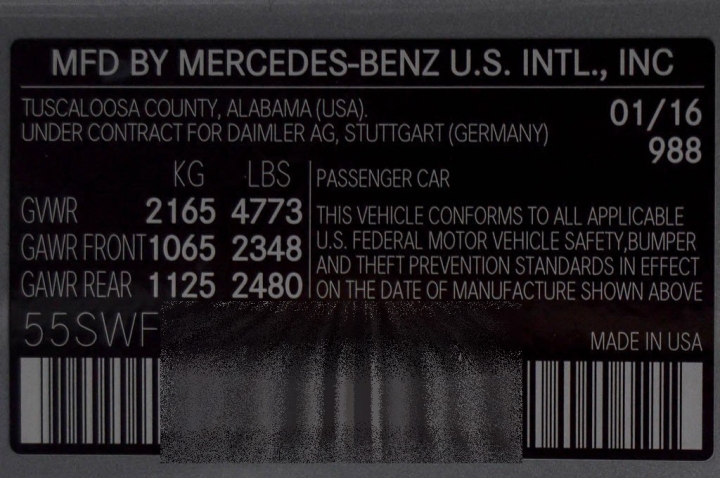 MFD BY MERCEDES-BENZ U.S. INTL., INC
TUSCALOOSA COUNTY, ALABAMA (USA).
UNDER CONTRACT FOR DAIMLER AG, STUTTGART (GERMANY)
01/16
988
KG LBS
GVWR 2165 4773
GAWR FRONT 1065 2348
GAWR REAR 1125 2480
PASSENGER CAR
THIS VEHICLE CONFORMS TO ALL APPLICABLE
U.S. FEDERAL MOTOR VEHICLE SAFETY,BUMPER
AND THEFT PREVENTION STANDARDS IN EFFECT
ON THE DATE OF MANUFACTURE SHOWN ABOVE
55SWF
MADE IN USA